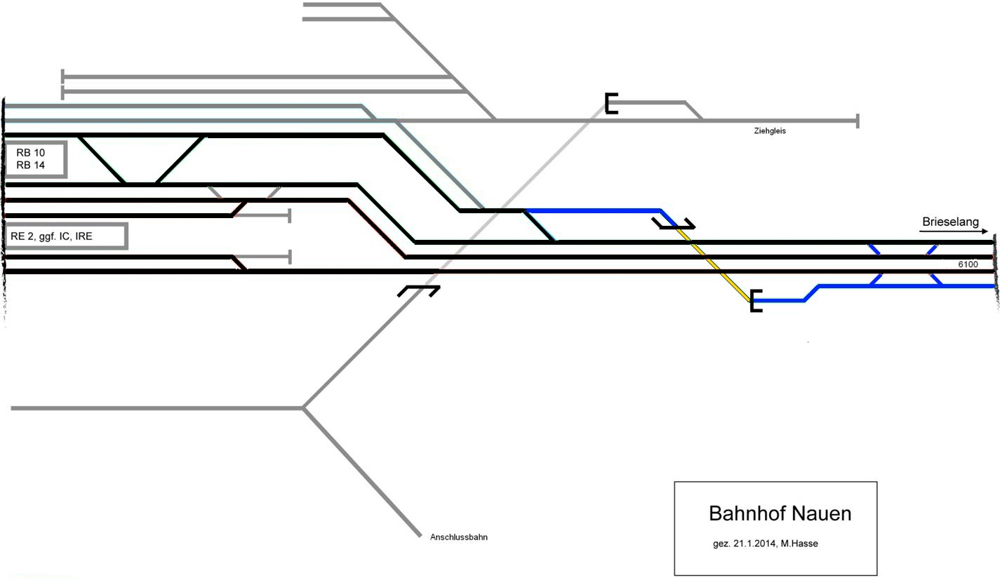 Ziehgleis
RB 10
RB 14
Brieselang
RE 2, ggf. IC, IRE
6100
Bahnhof Nauen
gez. 21.1.2014, M.Hasse
Anschlussbahn